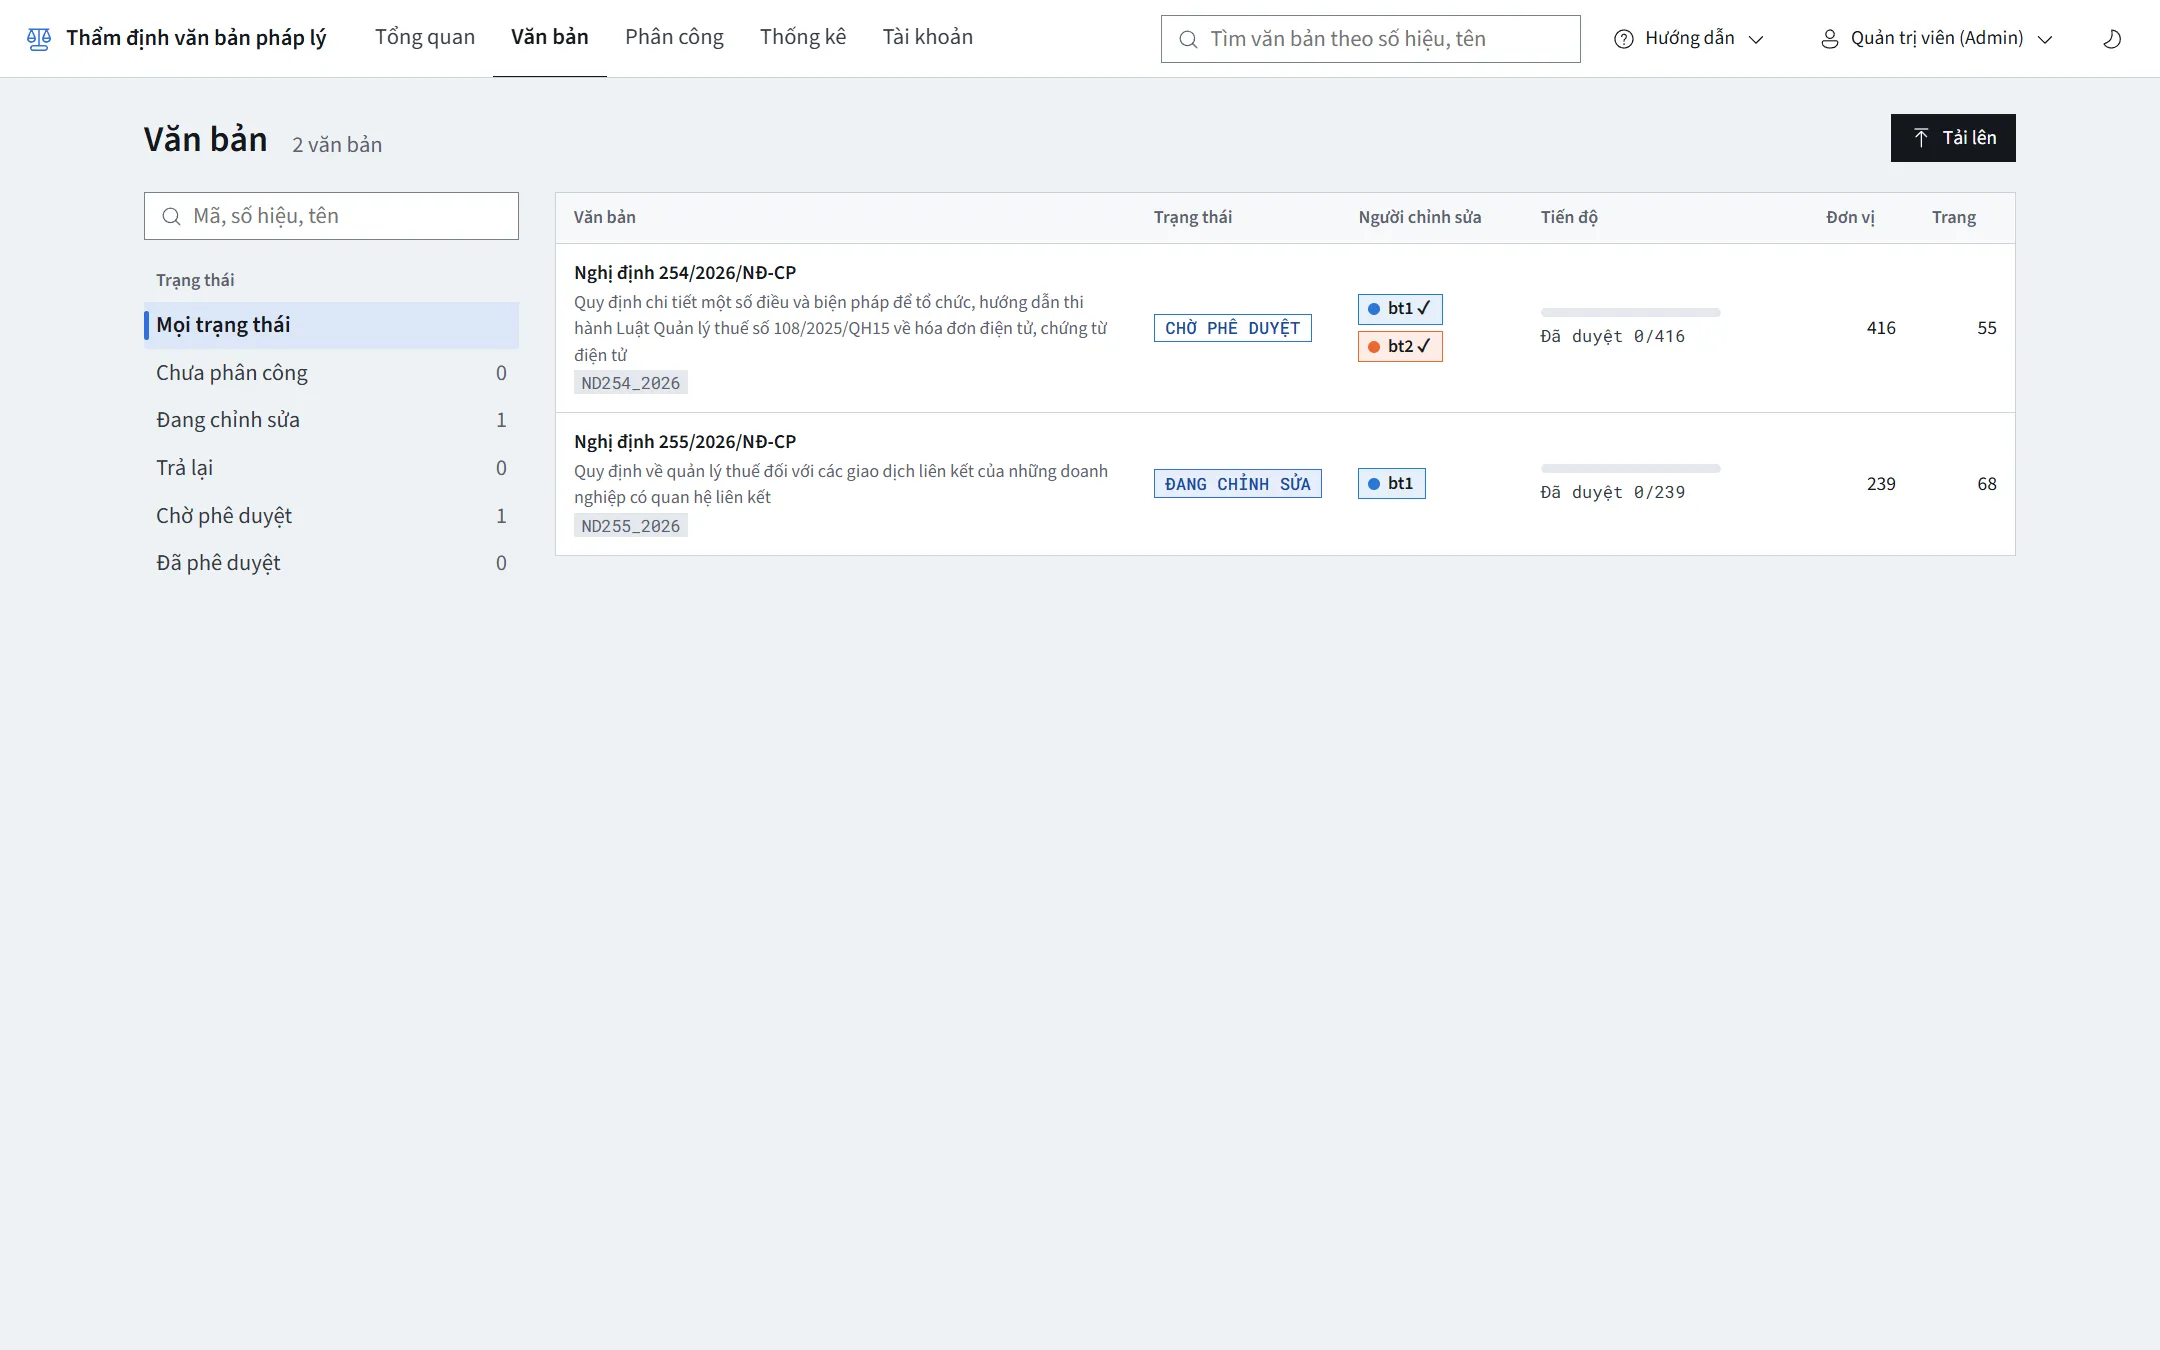 Thẩm định văn bản pháp lý
Tổng quan
Văn bản
Phân công
Thống kê
Tài khoản
Tìm văn bản theo số hiệu, tên
Hướng dẫn
Quản trị viên (Admin)
Văn bản
2 văn bản
Tải lên
Mã, số hiệu, tên
Trạng thái
Mọi trạng thái
Chưa phân công 0
Đang chỉnh sửa 1
Trả lại 0
Chờ phê duyệt 1
Đã phê duyệt 0
Văn bản Trạng thái Người chỉnh sửa Tiến độ Đơn vị Trang
Nghị định 254/2026/NĐ-CP
Quy định chi tiết một số điều và biện pháp để tổ chức, hướng dẫn thi
hành Luật Quản lý thuế số 108/2025/QH15 về hóa đơn điện tử, chứng từ
điện tử
ND254_2026
CHỜ PHÊ DUYỆT
bt1 ✓
bt2 ✓
Đã duyệt 0/416
416
55
Nghị định 255/2026/NĐ-CP
Quy định về quản lý thuế đối với các giao dịch liên kết của những doanh
nghiệp có quan hệ liên kết
ND255_2026
ĐANG CHỈNH SỬA
bt1
Đã duyệt 0/239
239
68